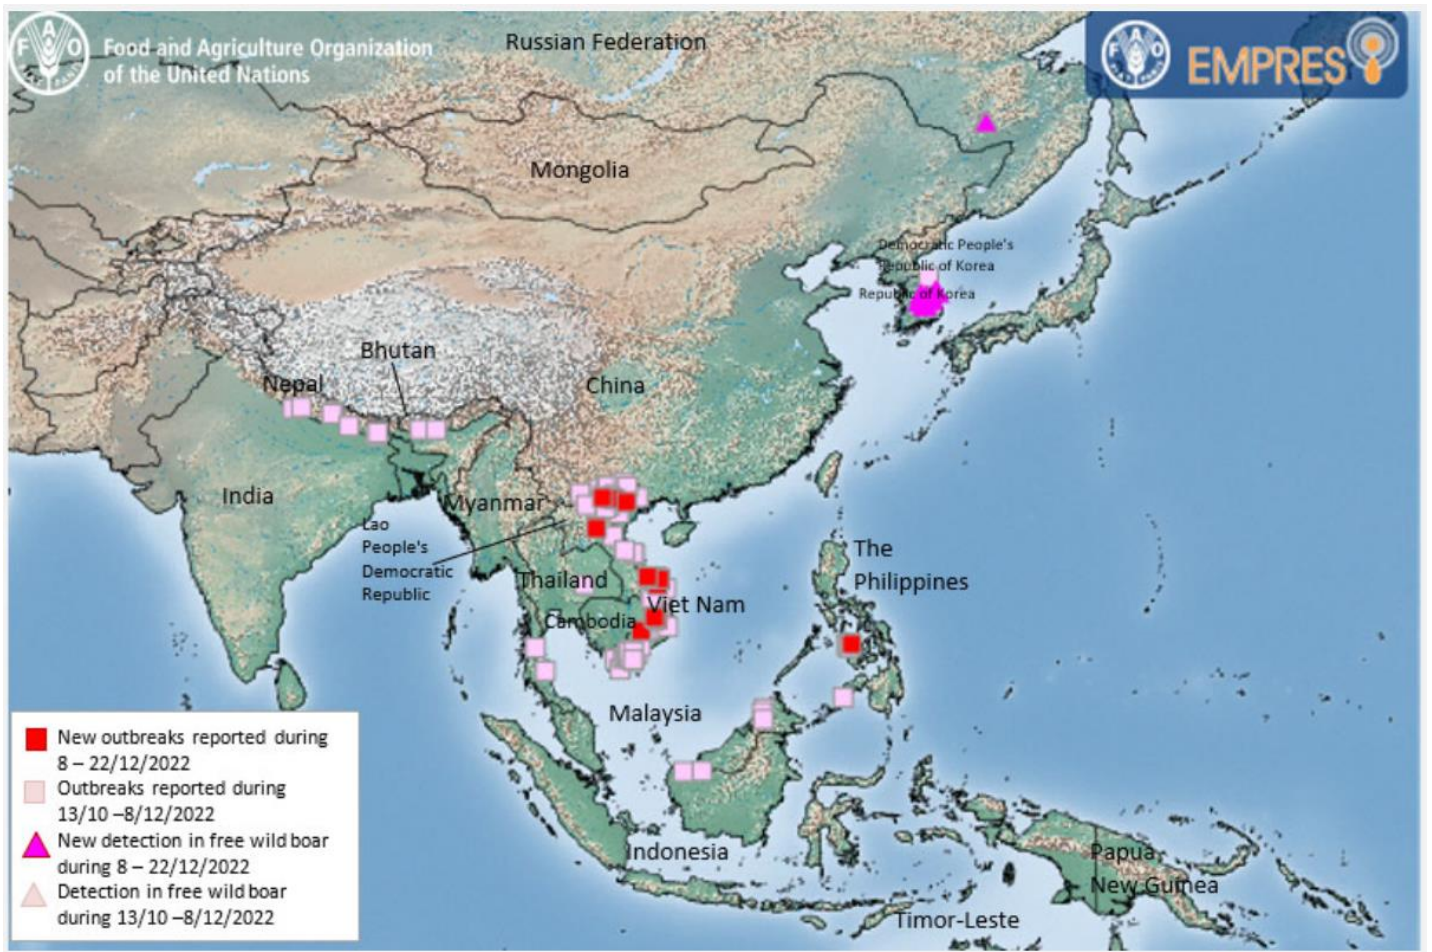 F A O
Food and Agriculture Organization
of the United Nations
Russian Federation
F A O
EMPRES
Mongolia
Democratic People's
Republic of Korea
Republic of Korea
Bhutan
Nepal
China
India
Myanmar
Lao
People's
Democratic
Republic
The
Philippines
Thailand
Viet Nam
Cambodia
Malaysia
Indonesia
Papua
New Guinea
Timor-Leste
New outbreaks reported during
8 – 22/12/2022
Outbreaks reported during
13/10 –8/12/2022
New detection in free wild boar
during 8 – 22/12/2022
Detection in free wild boar
during 13/10 –8/12/2022